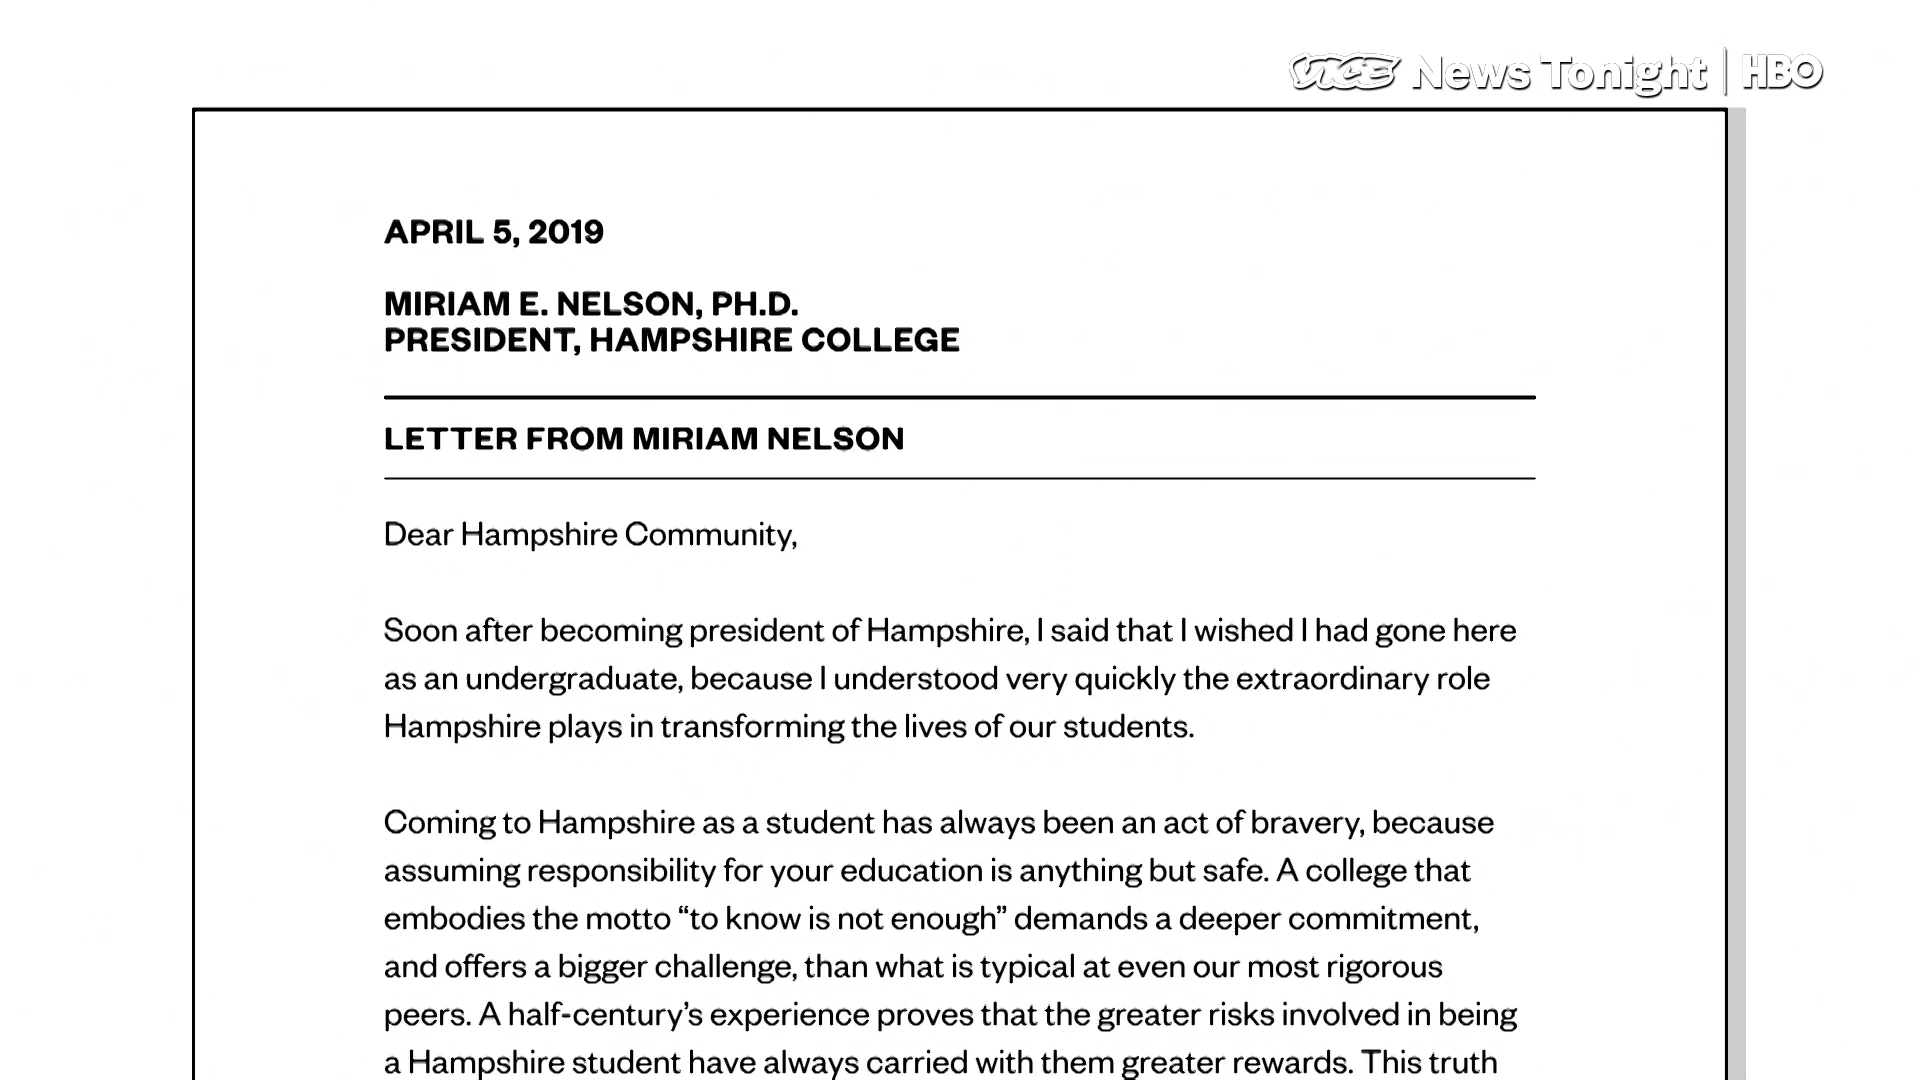 VICE News Tonight | HBO
APRIL 5, 2019
MIRIAM E. NELSON, PH.D.
PRESIDENT, HAMPSHIRE COLLEGE
LETTER FROM MIRIAM NELSON
Dear Hampshire Community,
Soon after becoming president of Hampshire, I said that I wished I had gone here
as an undergraduate, because I understood very quickly the extraordinary role
Hampshire plays in transforming the lives of our students.
Coming to Hampshire as a student has always been an act of bravery, because
assuming responsibility for your education is anything but safe. A college that
embodies the motto “to know is not enough” demands a deeper commitment,
and offers a bigger challenge, than what is typical at even our most rigorous
peers. A half-century’s experience proves that the greater risks involved in being
a Hampshire student have always carried with them greater rewards. This truth